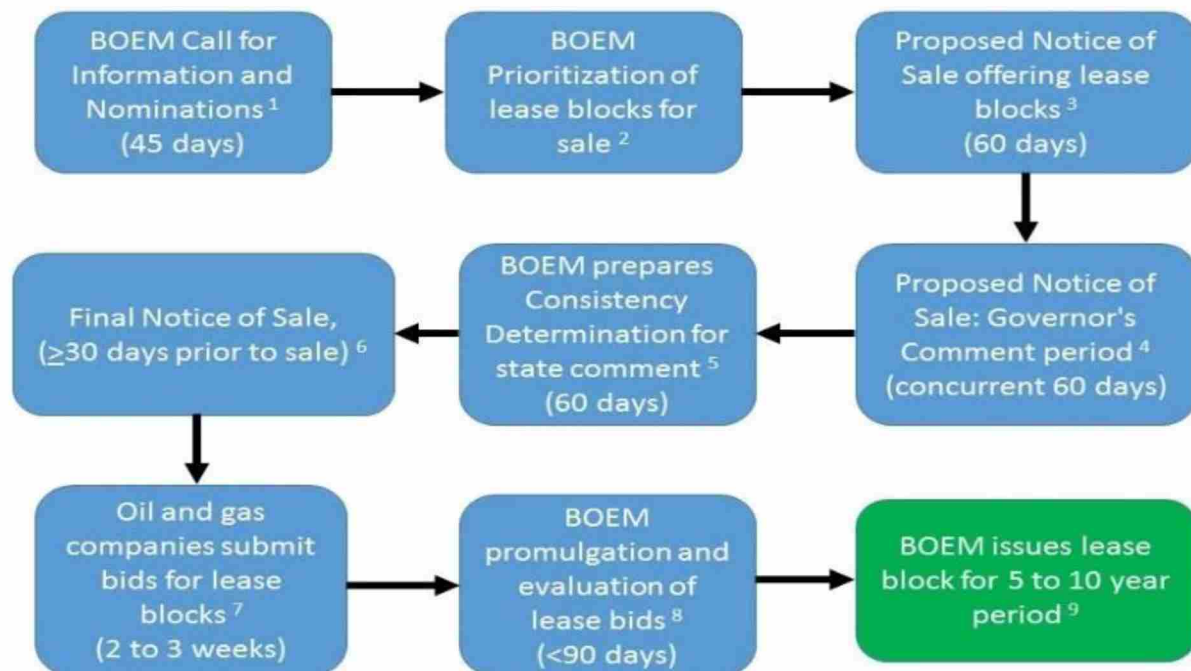 BOEM Call for
Information and
Nominations 1
(45 days)
BOEM
Prioritization of
lease blocks for
sale 2
Proposed Notice of
Sale offering lease
blocks 3
(60 days)
Proposed Notice of
Sale: Governor's
Comment period 4
(concurrent 60 days)
BOEM prepares
Consistency
Determination for
state comment 5
(60 days)
Final Notice of Sale,
(≥30 days prior to sale) 6
Oil and gas
companies submit
bids for lease
blocks 7
(2 to 3 weeks)
BOEM
promulgation and
evaluation of
lease bids 8
(<90 days)
BOEM issues lease
block for 5 to 10 year
period 9